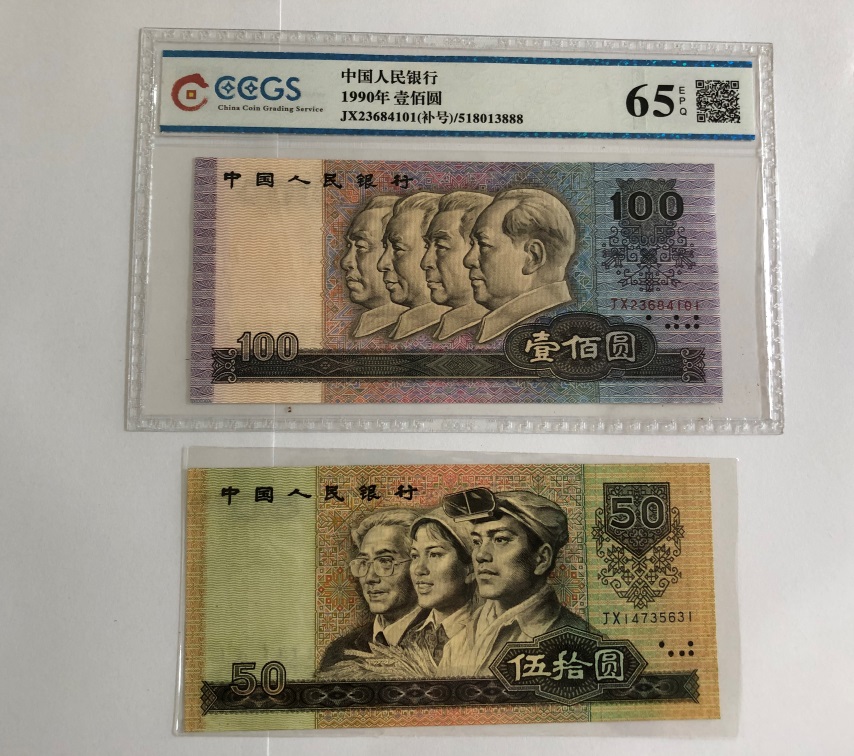 CCGS
China Coin Grading Service
中国人民银行
1990年 壹佰圆
JX23684101(补号)/518013888
65
EPQ
中国人民银行
100
JX23684101
100
壹佰圆
中国人民银行
50
JX14735631
50
伍拾圆